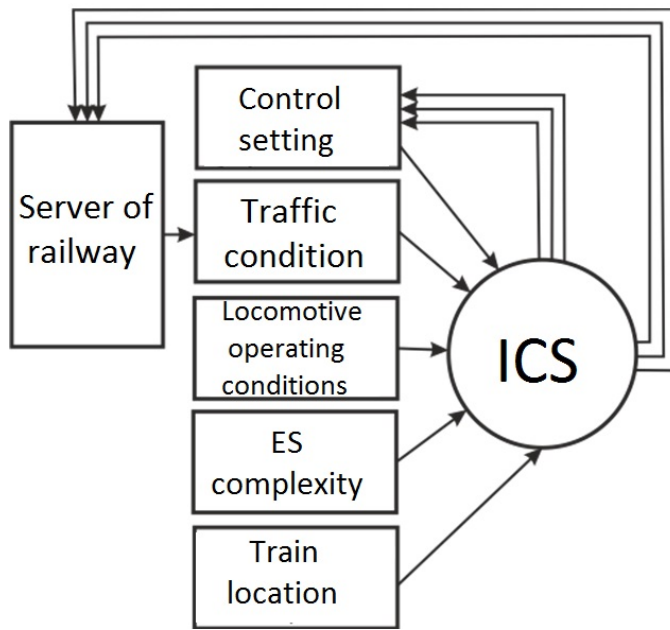 Control
setting
Server of
railway
Traffic
condition
Locomotive
operating
conditions
ICS
ES
complexity
Train
location